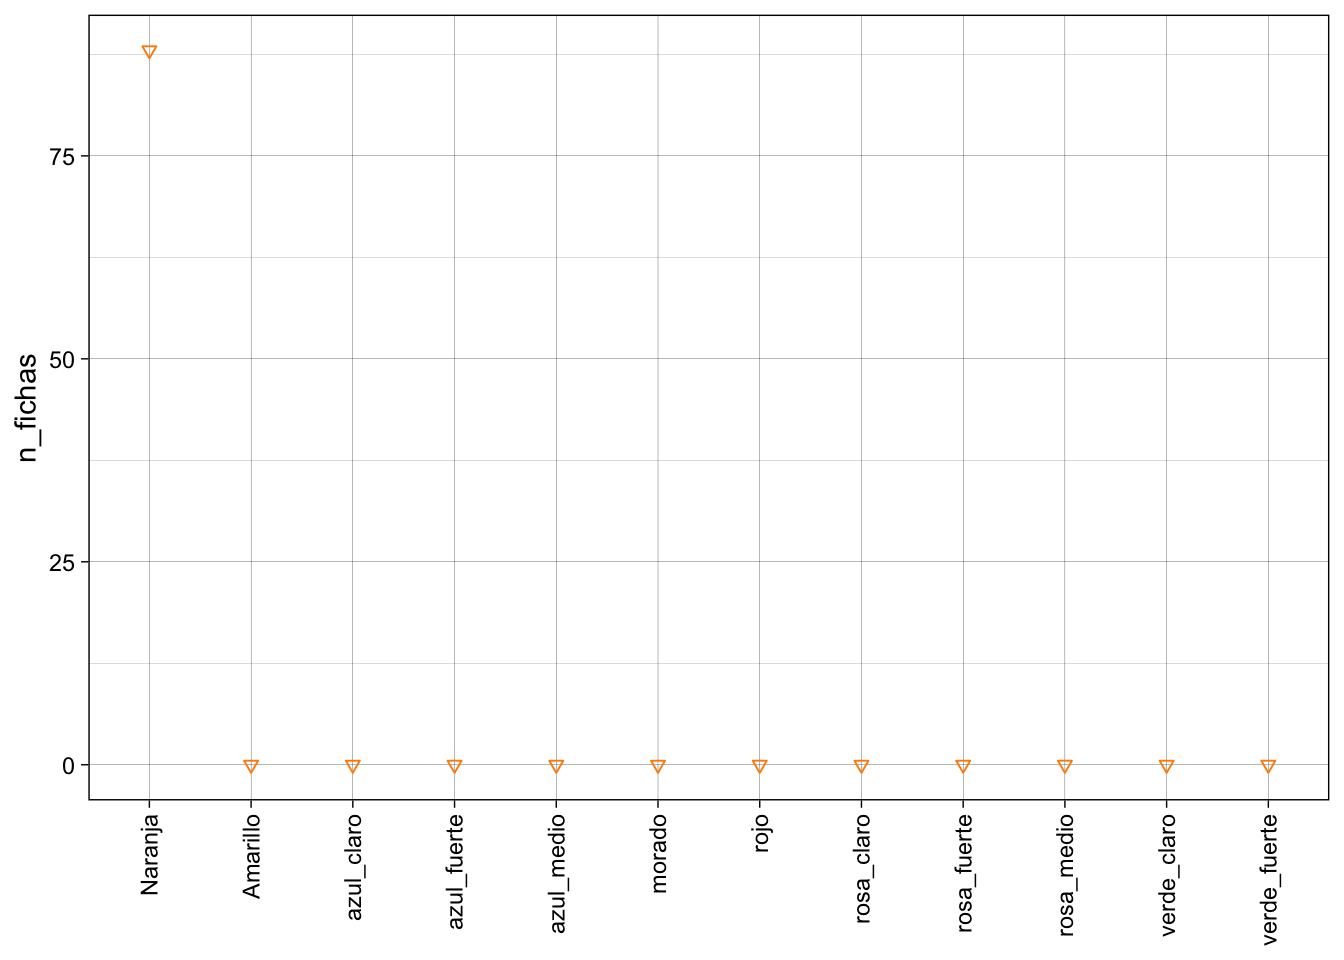 n_fichas
75
50
25
0
Naranja
Amarillo
azul_claro
azul_fuerte
azul_medio
morado
rojo
rosa_claro
rosa_fuerte
rosa_medio
verde_claro
verde_fuerte